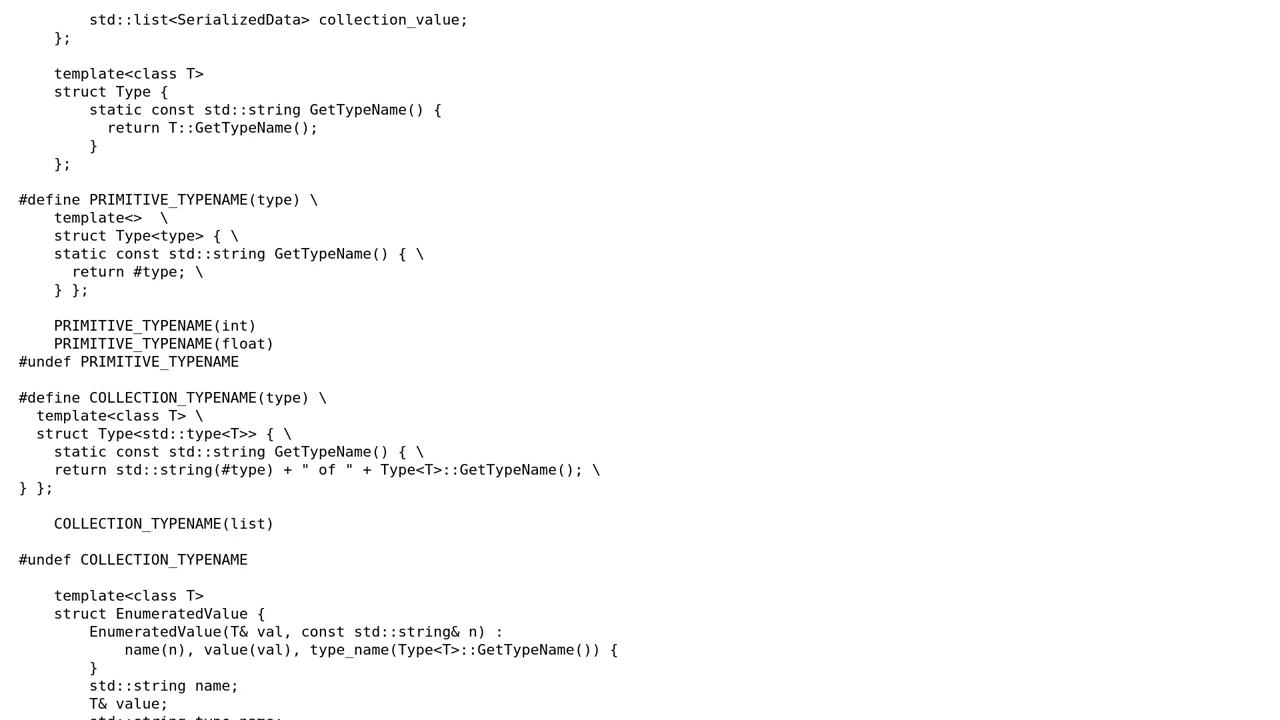 std::list<SerializedData> collection_value;
    };

    template<class T>
    struct Type {
        static const std::string GetTypeName() {
          return T::GetTypeName();
        }
    };

#define PRIMITIVE_TYPENAME(type) \
    template<>  \
    struct Type<type> { \
    static const std::string GetTypeName() { \
      return #type; \
    } };

    PRIMITIVE_TYPENAME(int)
    PRIMITIVE_TYPENAME(float)
#undef PRIMITIVE_TYPENAME

#define COLLECTION_TYPENAME(type) \
  template<class T> \
  struct Type<std::type<T>> { \
    static const std::string GetTypeName() { \
    return std::string(#type) + " of " + Type<T>::GetTypeName(); \
} };

    COLLECTION_TYPENAME(list)

#undef COLLECTION_TYPENAME

    template<class T>
    struct EnumeratedValue {
        EnumeratedValue(T& val, const std::string& n) :
            name(n), value(val), type_name(Type<T>::GetTypeName()) {
        }
        std::string name;
        T& value;
        std::string type_name;